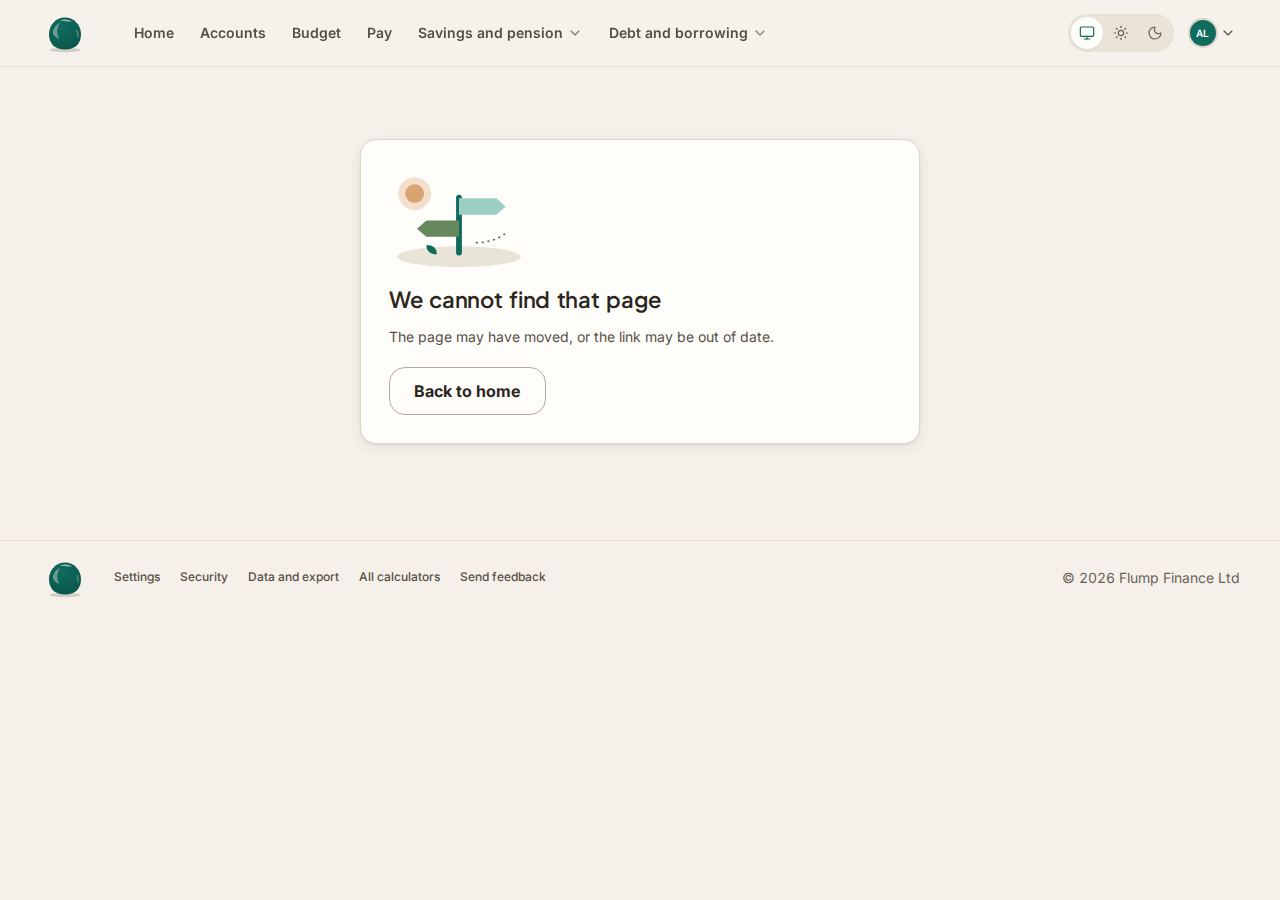 Home Accounts Budget Pay Savings and pension Debt and borrowing AL
We cannot find that page
The page may have moved, or the link may be out of date.
Back to home
Settings Security Data and export All calculators Send feedback © 2026 Flump Finance Ltd